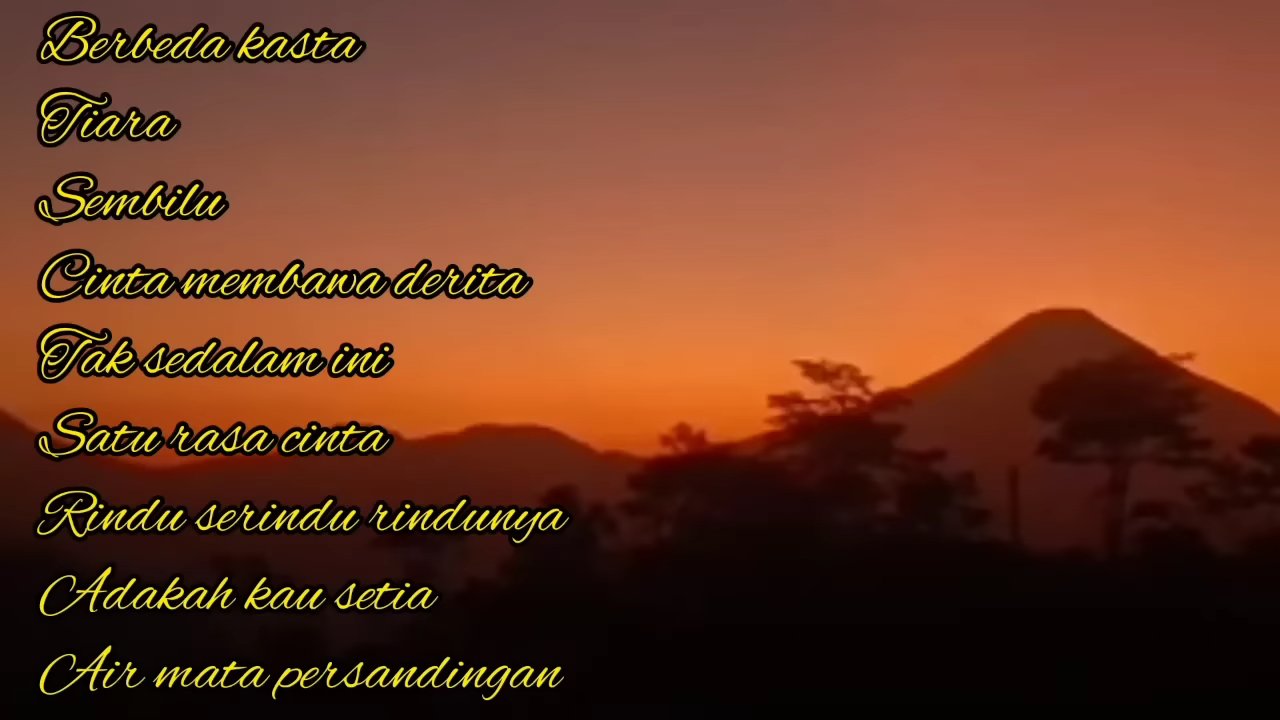 Berbeda kasta
Tiara
Sembilu
Cinta membawa derita
Tak sedalam ini
Satu rasa cinta
Rindu serindu rindunya
Adakah kau setia
Air mata persandingan